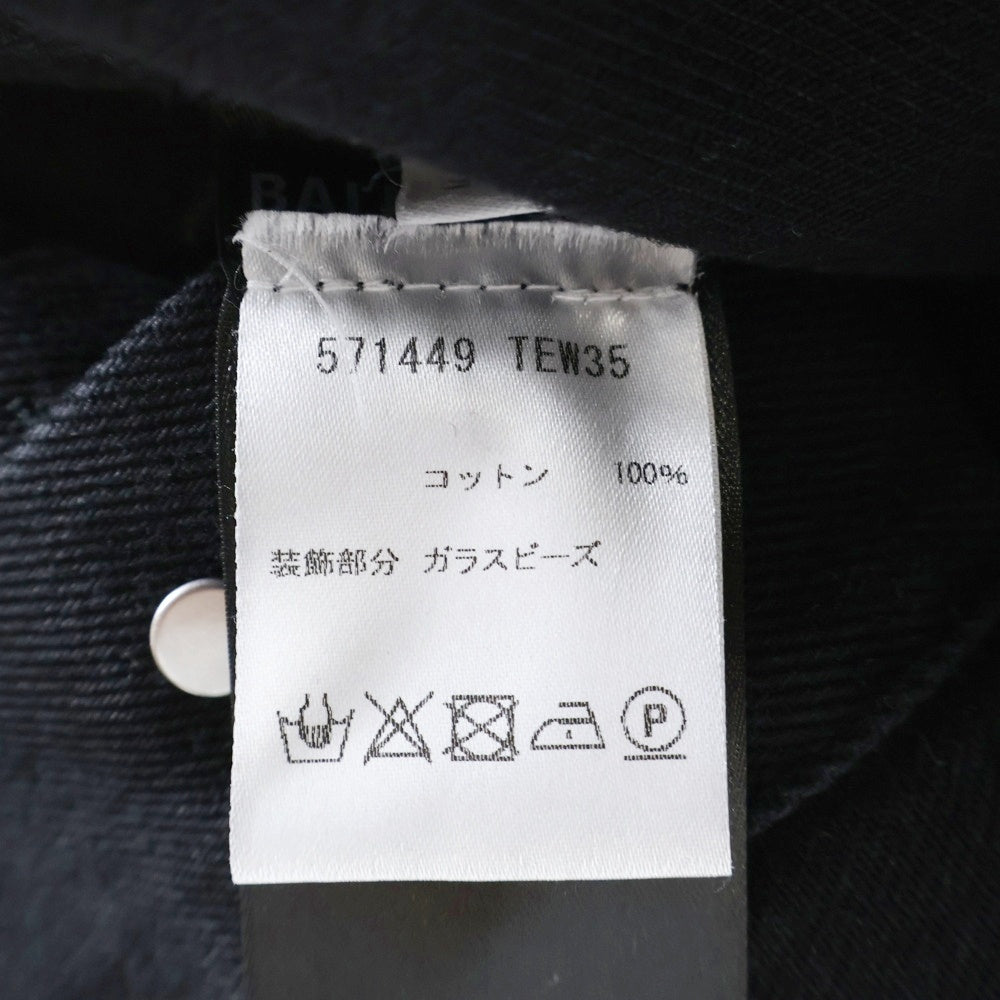 571449 TEW35
コットン 100%
装飾部分 ガラスビーズ
P